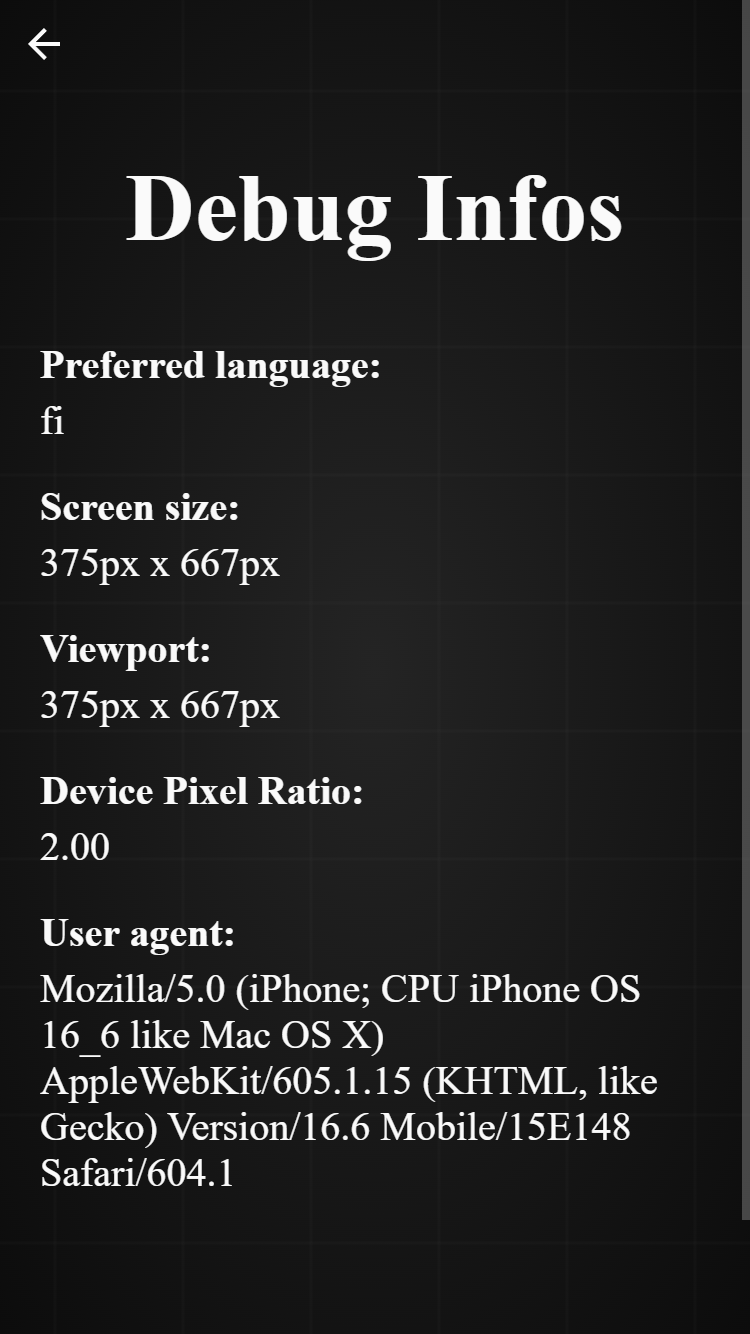 Debug Infos
Preferred language:
fi
Screen size:
375px x 667px
Viewport:
375px x 667px
Device Pixel Ratio:
2.00
User agent:
Mozilla/5.0 (iPhone; CPU iPhone OS
16_6 like Mac OS X)
AppleWebKit/605.1.15 (KHTML, like
Gecko) Version/16.6 Mobile/15E148
Safari/604.1